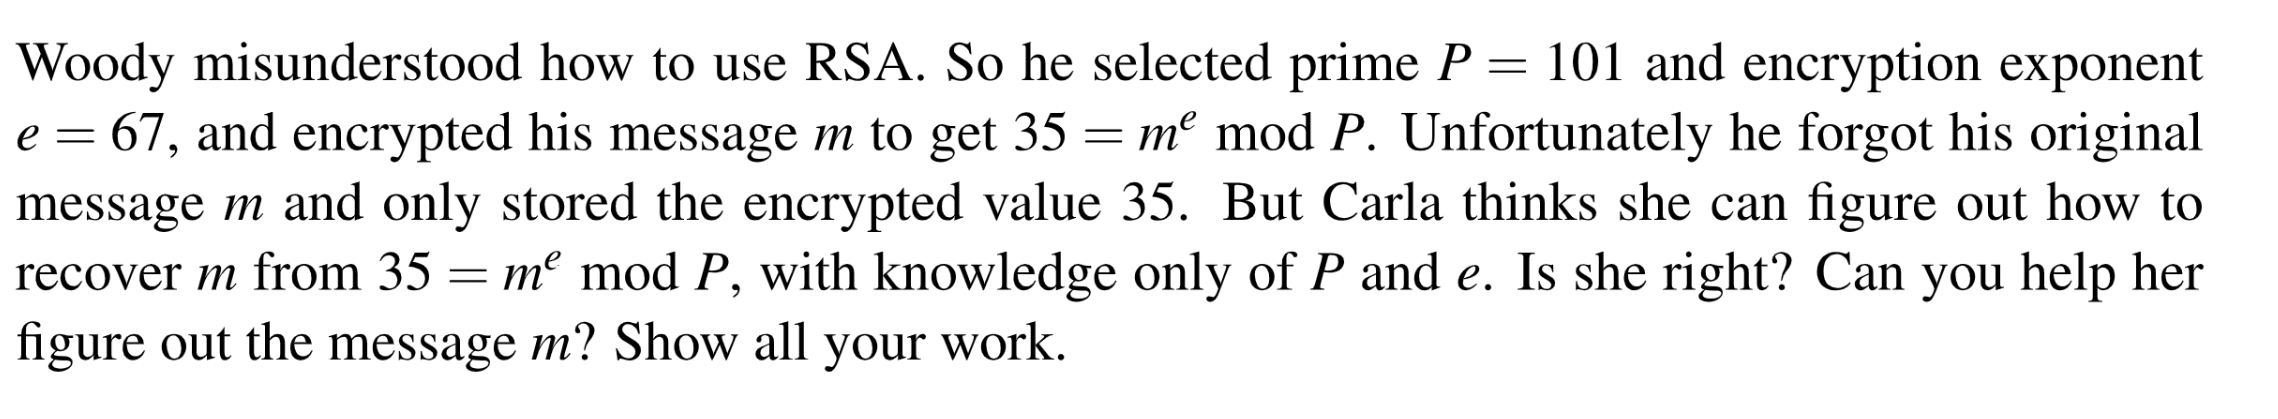 Woody misunderstood how to use RSA. So he selected prime P = 101 and encryption exponent
e = 67, and encrypted his message m to get 35 = mᵉ mod P. Unfortunately he forgot his original
message m and only stored the encrypted value 35. But Carla thinks she can figure out how to
recover m from 35 = mᵉ mod P, with knowledge only of P and e. Is she right? Can you help her
figure out the message m? Show all your work.